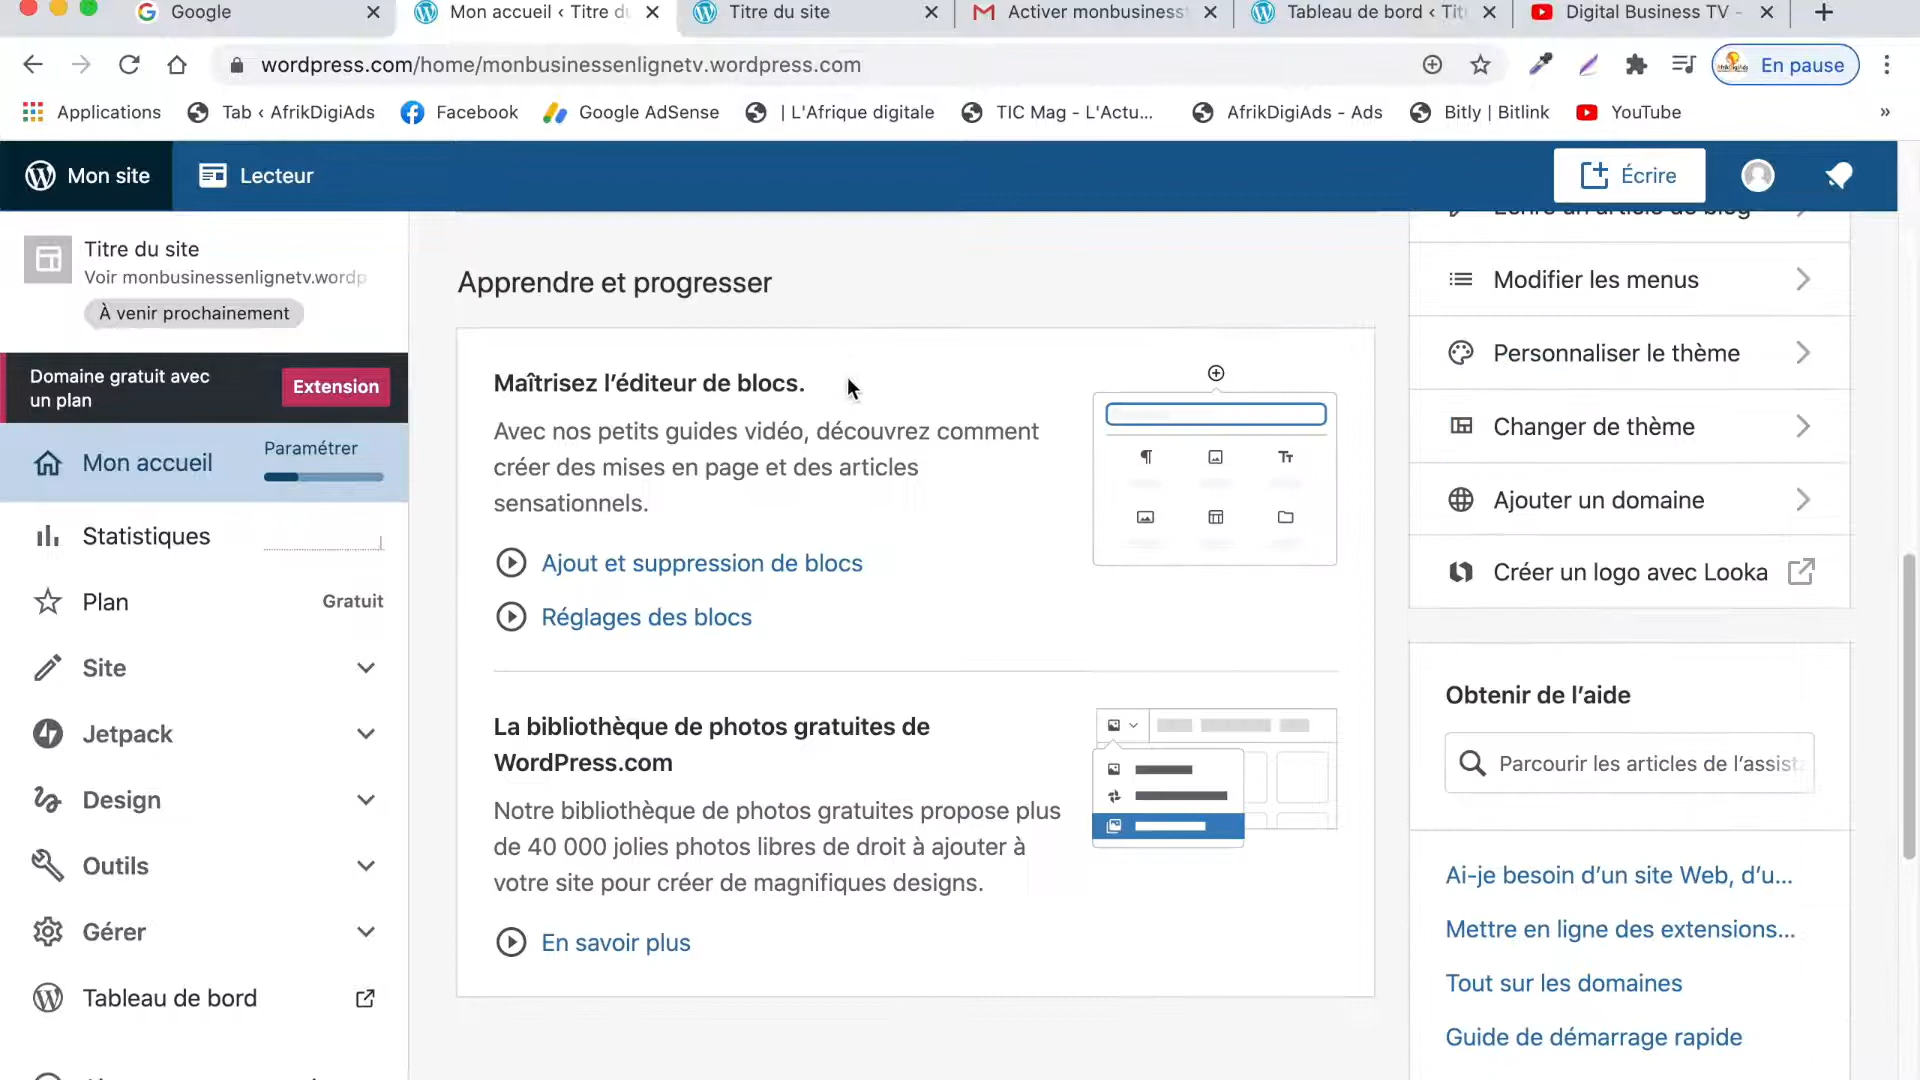 Google
Mon accueil ‹ Titre du
Titre du site
Activer monbusiness
Tableau de bord ‹ Tit
Digital Business TV -
wordpress.com/home/monbusinessenlignetv.wordpress.com
En pause
Applications
Tab ‹ AfrikDigiAds
Facebook
Google AdSense
| L'Afrique digitale
TIC Mag - L'Actu...
AfrikDigiAds - Ads
Bitly | Bitlink
YouTube
»
Mon site
Lecteur
Écrire
Titre du site
Voir monbusinessenlignetv.wordp
À venir prochainement
Domaine gratuit avec
un plan
Extension
Mon accueil
Paramétrer
Statistiques
Plan
Gratuit
Site
Jetpack
Design
Outils
Gérer
Tableau de bord
Apprendre et progresser
Maîtrisez l’éditeur de blocs.
Avec nos petits guides vidéo, découvrez comment
créer des mises en page et des articles
sensationnels.
Ajout et suppression de blocs
Réglages des blocs
La bibliothèque de photos gratuites de
WordPress.com
Notre bibliothèque de photos gratuites propose plus
de 40 000 jolies photos libres de droit à ajouter à
votre site pour créer de magnifiques designs.
En savoir plus
Écrire un article de blog
Modifier les menus
Personnaliser le thème
Changer de thème
Ajouter un domaine
Créer un logo avec Looka
Obtenir de l’aide
Parcourir les articles de l’assist
Ai-je besoin d’un site Web, d’u...
Mettre en ligne des extensions...
Tout sur les domaines
Guide de démarrage rapide